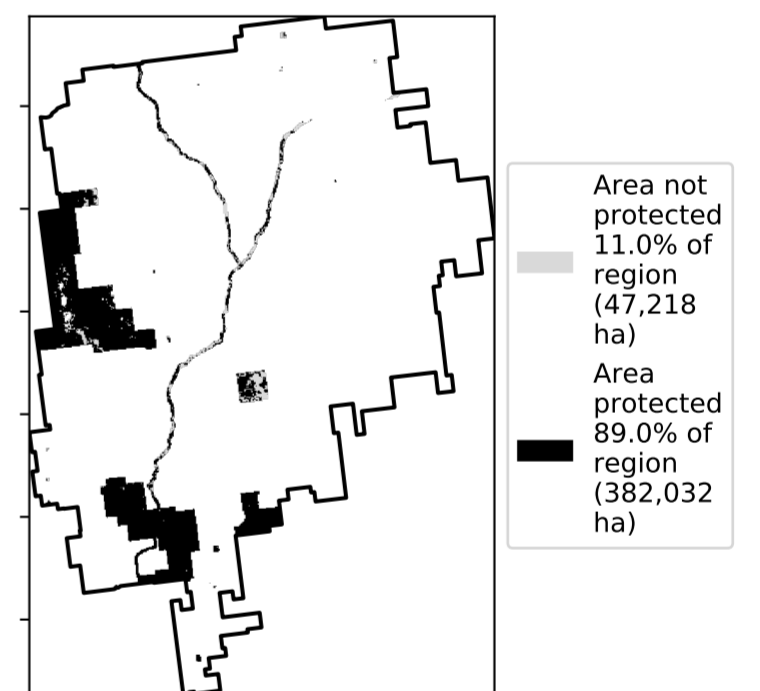 Area not
protected
11.0% of
region
(47,218
ha)
Area
protected
89.0% of
region
(382,032
ha)